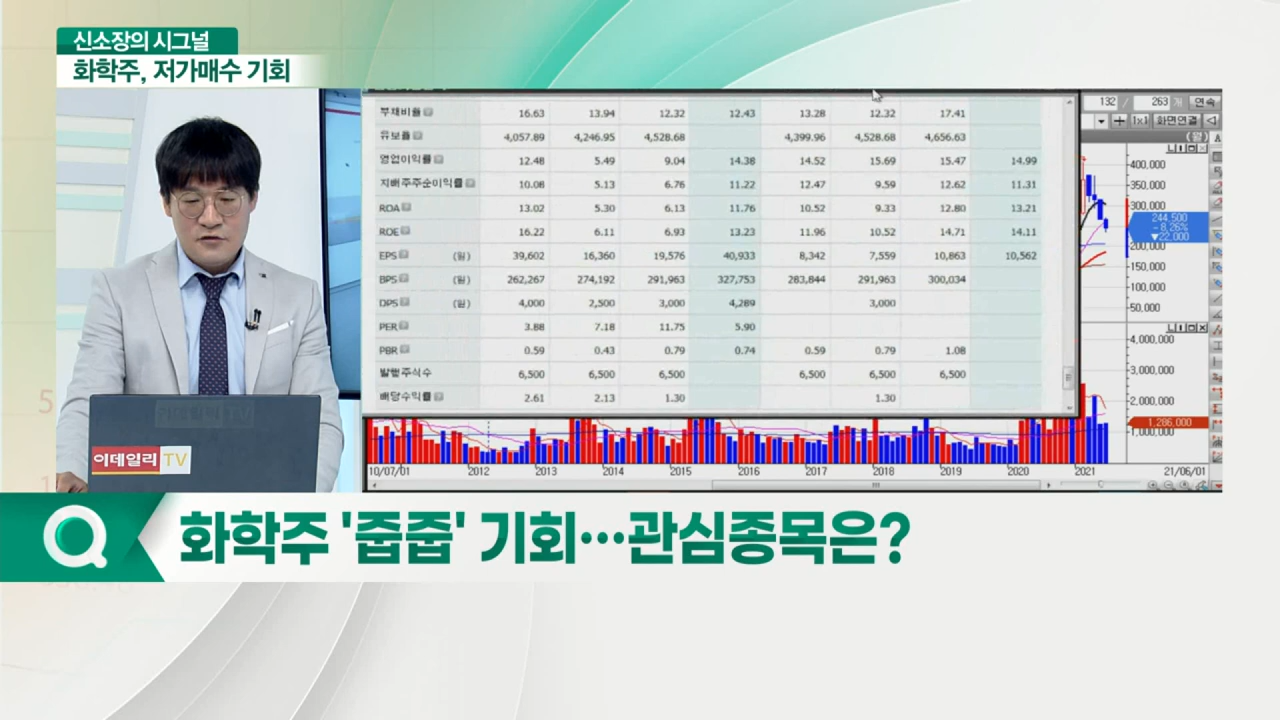 신소장의 시그널
화학주, 저가매수 기회
부채비율 16.63 13.94 12.32 12.43 13.28 12.32 17.41
유보율 4,057.89 4,246.95 4,528.68 4,399.96 4,528.68 4,656.63
영업이익률 12.48 5.49 9.04 14.38 14.52 15.69 15.47 14.99
지배주주순이익률 10.08 5.13 6.76 11.22 12.47 9.59 12.62 11.31
ROA 13.02 5.30 6.13 11.76 10.52 9.33 12.80 13.21
ROE 16.22 6.11 6.93 13.23 11.96 10.52 14.71 14.11
EPS (원) 39,602 16,360 19,576 40,933 8,342 7,559 10,863 10,562
BPS (원) 262,267 274,192 291,963 327,753 283,844 291,963 300,034
DPS (원) 4,000 2,500 3,000 4,289 3,000
PER 3.88 7.18 11.75 5.90
PBR 0.59 0.43 0.79 0.74 0.59 0.79 1.08
발행주식수 6,500 6,500 6,500 6,500 6,500 6,500
배당수익률 2.61 2.13 1.30 1.30
132 / 263 개 연속
[x] 화면연결
(월) A
400,000
350,000
300,000
244,500
- 8.26%
▼22,000
200,000
150,000
100,000
50,000
4,000,000
3,000,000
2,000,000
1,286,000
1,000,000
10/07/01 2012 2013 2014 2015 2016 2017 2018 2019 2020 2021 21/06/01
이데일리 TV
이데일리 TV
화학주 '줍줍' 기회…관심종목은?